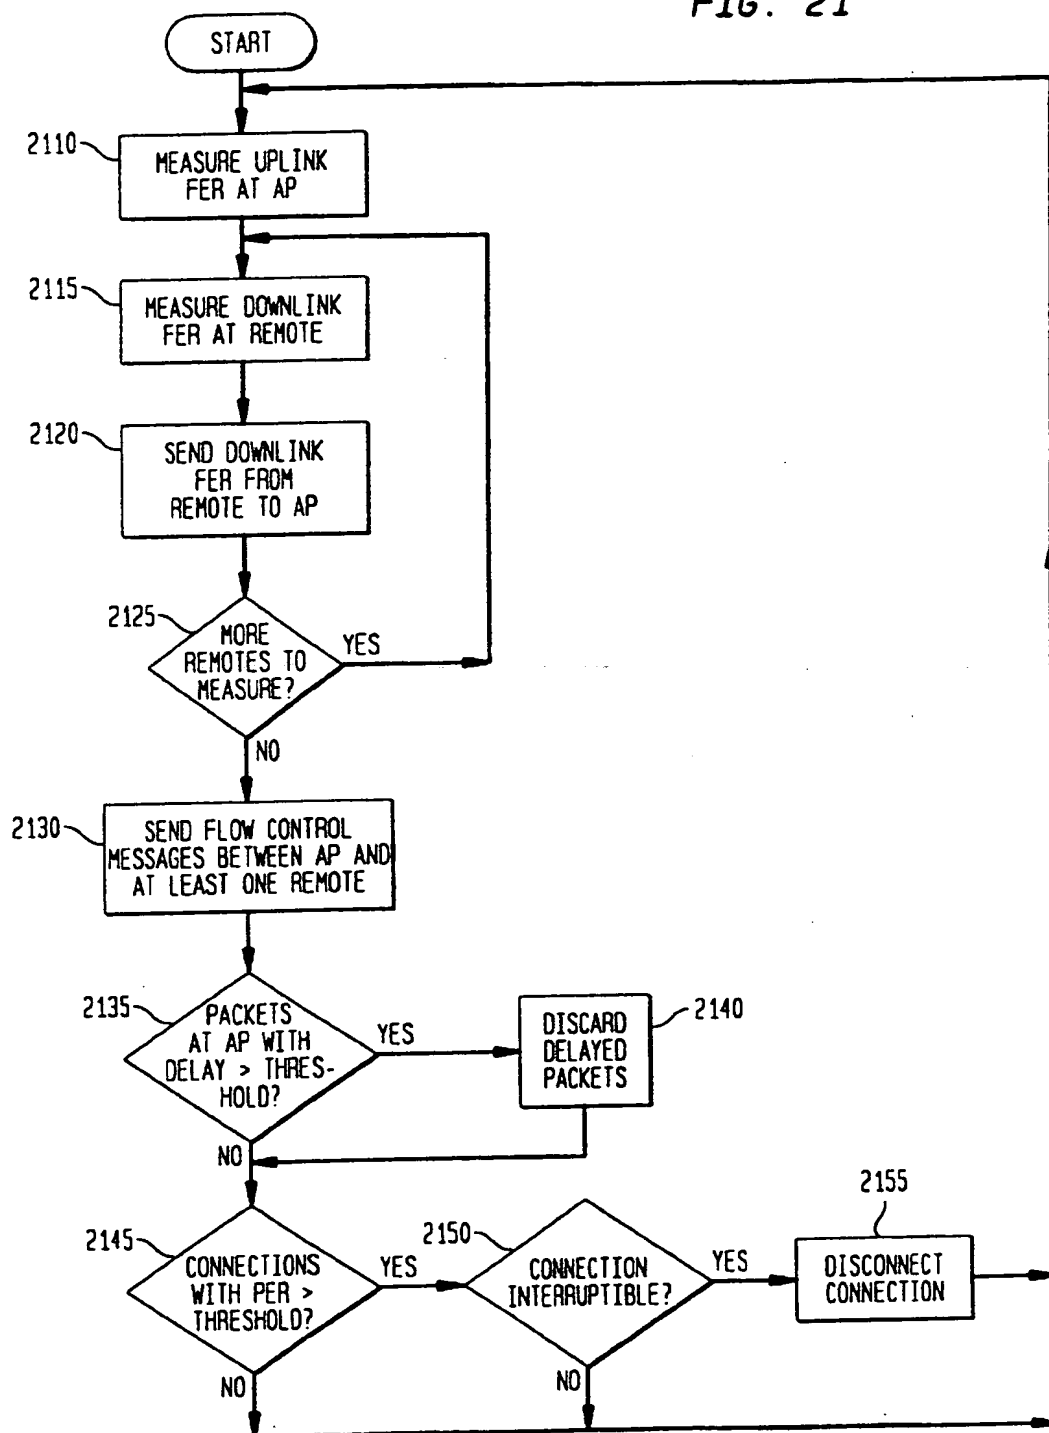 FIG. 21
START
2110
MEASURE UPLINK
FER AT AP
2115
MEASURE DOWNLINK
FER AT REMOTE
2120
SEND DOWNLINK
FER FROM
REMOTE TO AP
2125
MORE
REMOTES TO
MEASURE?
YES
NO
2130
SEND FLOW CONTROL
MESSAGES BETWEEN AP AND
AT LEAST ONE REMOTE
2135
PACKETS
AT AP WITH
DELAY > THRES-
HOLD?
YES
NO
2140
DISCARD
DELAYED
PACKETS
2145
CONNECTIONS
WITH PER >
THRESHOLD?
YES
NO
2150
CONNECTION
INTERRUPTIBLE?
YES
NO
2155
DISCONNECT
CONNECTION